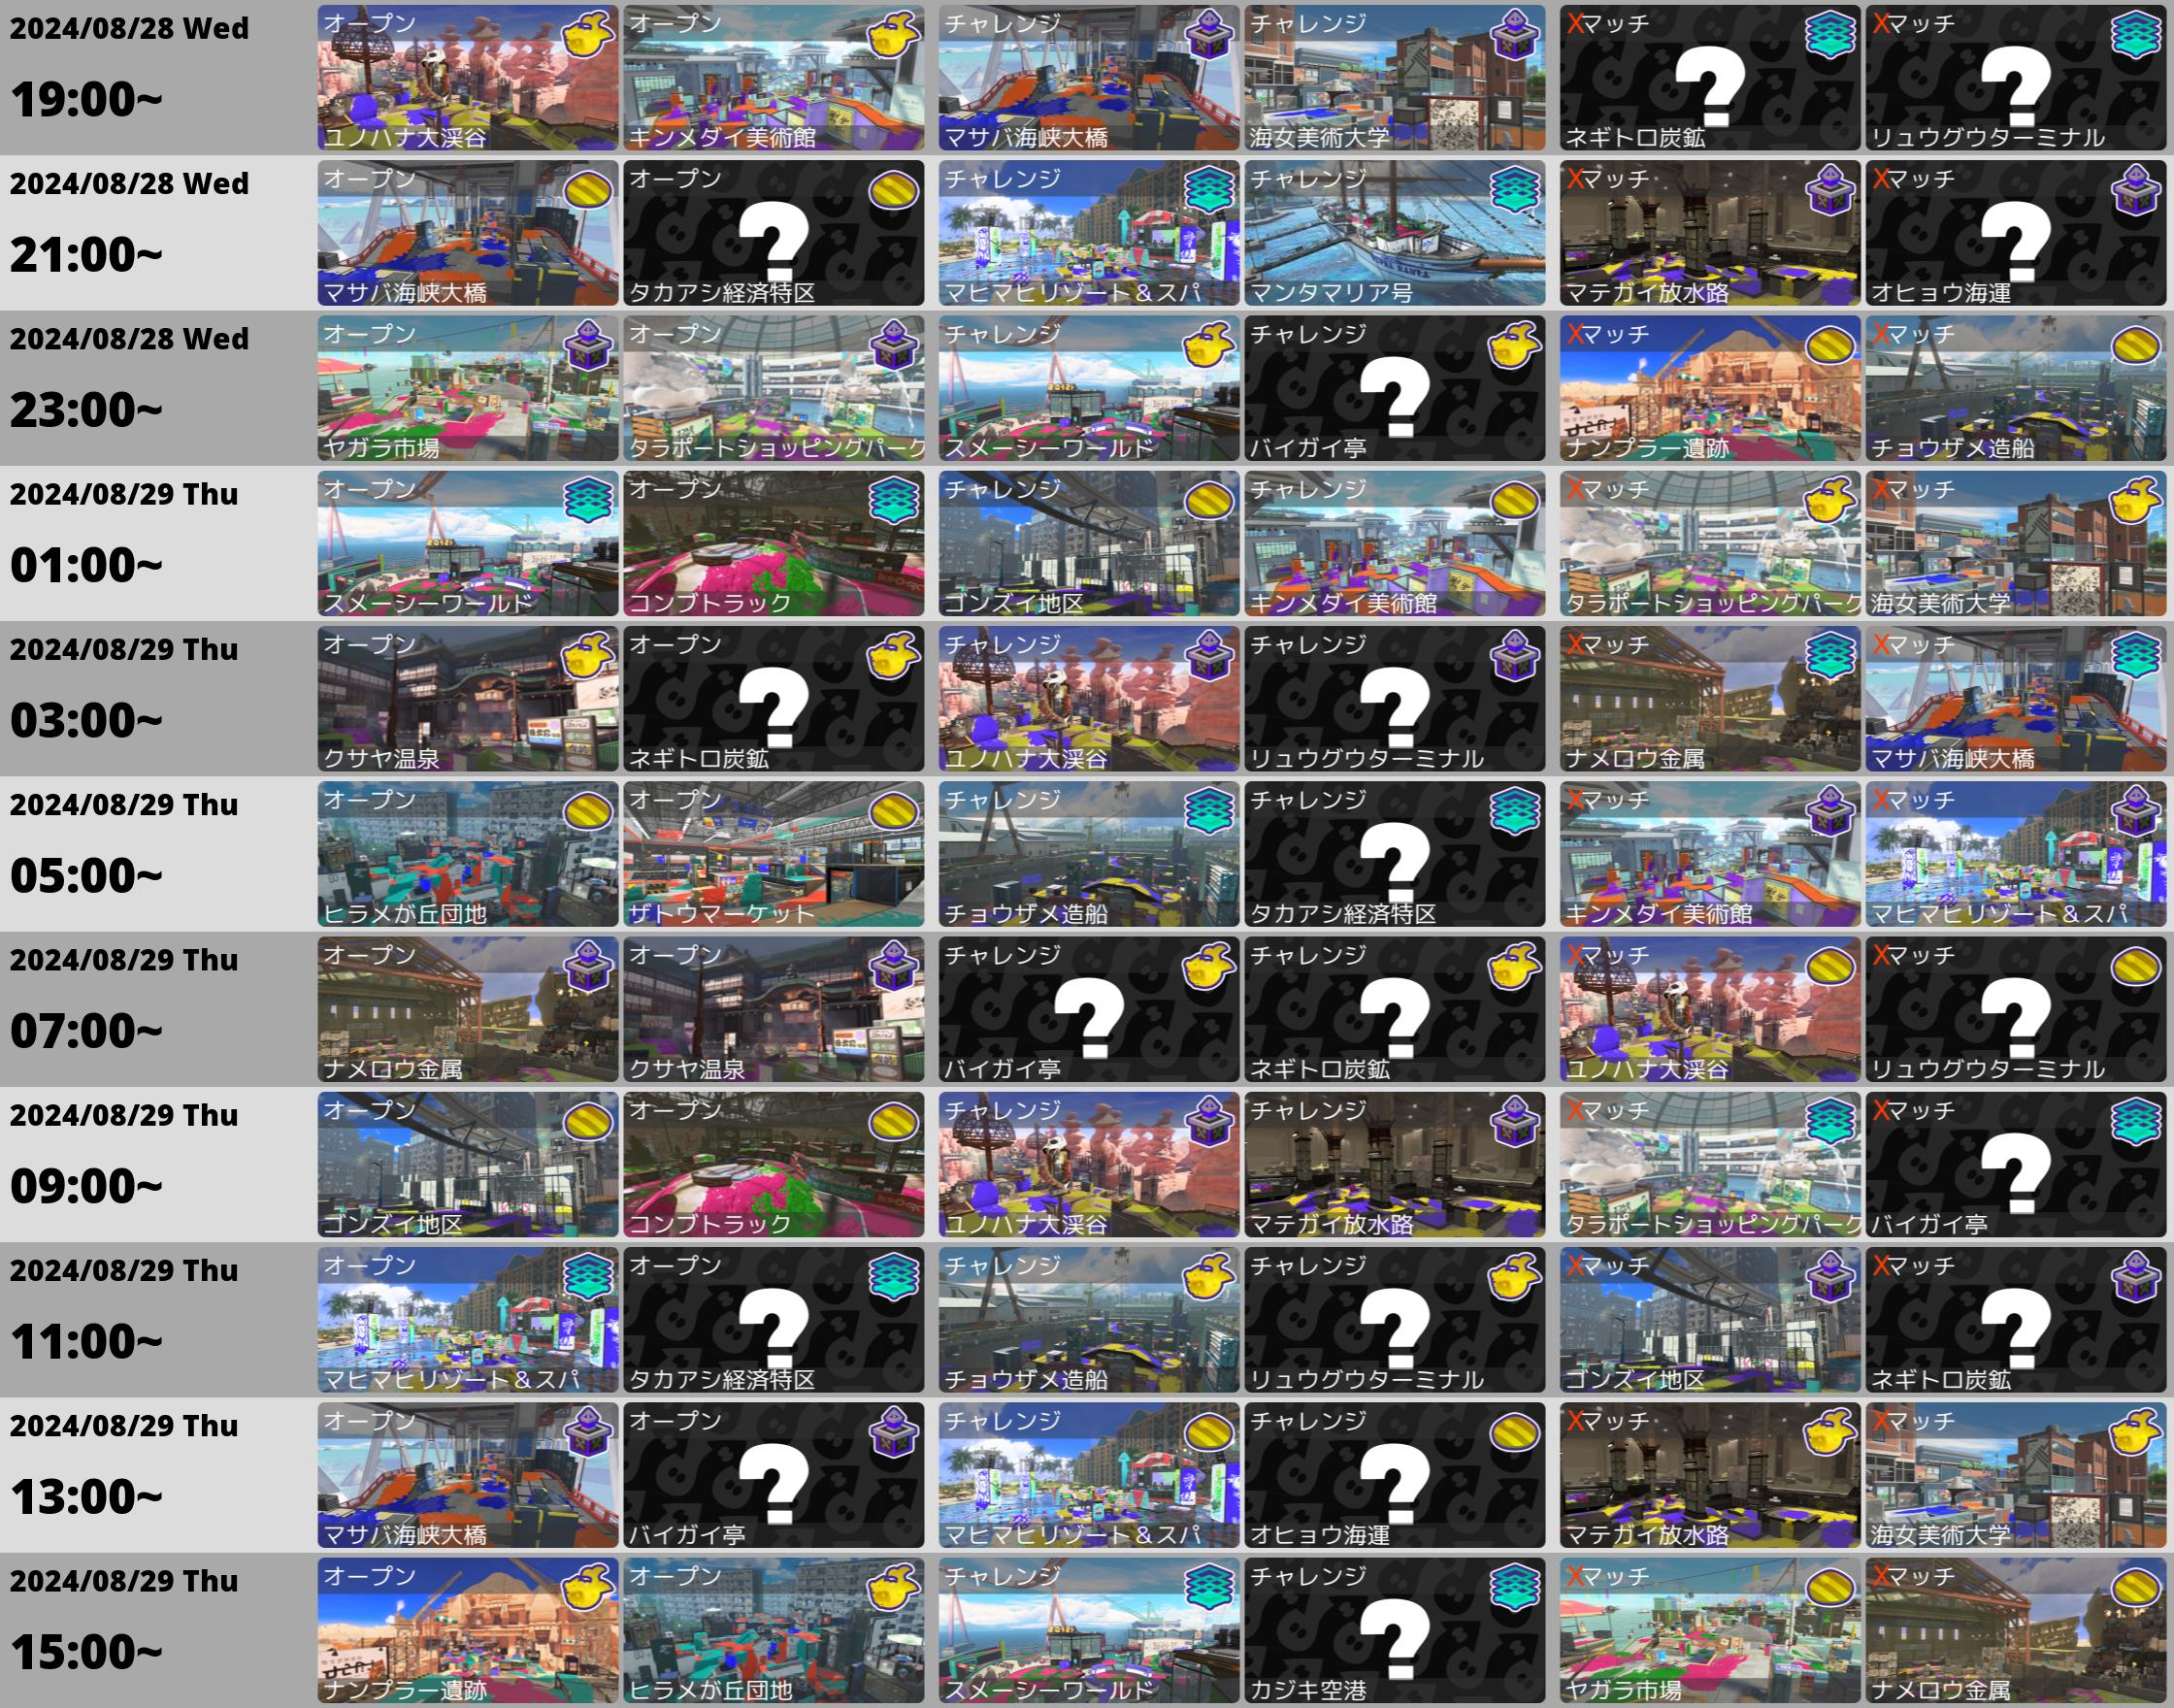 2024/08/28 Wed
19:00~
オープン
ユノハナ大渓谷
オープン
キンメダイ美術館
チャレンジ
マサバ海峡大橋
チャレンジ
海女美術大学
Xマッチ
ネギトロ炭鉱
Xマッチ
リュウグウターミナル
2024/08/28 Wed
21:00~
オープン
マサバ海峡大橋
オープン
タカアシ経済特区
チャレンジ
マヒマヒリゾート&スパ
チャレンジ
マンタマリア号
Xマッチ
マテガイ放水路
Xマッチ
オヒョウ海運
2024/08/28 Wed
23:00~
オープン
ヤガラ市場
オープン
タラポートショッピングパーク
チャレンジ
スメーシーワールド
チャレンジ
バイガイ亭
Xマッチ
ナンプラー遺跡
Xマッチ
チョウザメ造船
2024/08/29 Thu
01:00~
オープン
スメーシーワールド
オープン
コンブトラック
チャレンジ
ゴンズイ地区
チャレンジ
キンメダイ美術館
Xマッチ
タラポートショッピングパーク
Xマッチ
海女美術大学
2024/08/29 Thu
03:00~
オープン
クサヤ温泉
オープン
ネギトロ炭鉱
チャレンジ
ユノハナ大渓谷
チャレンジ
リュウグウターミナル
Xマッチ
ナメロウ金属
Xマッチ
マサバ海峡大橋
2024/08/29 Thu
05:00~
オープン
ヒラメが丘団地
オープン
ザトウマーケット
チャレンジ
チョウザメ造船
チャレンジ
タカアシ経済特区
Xマッチ
キンメダイ美術館
Xマッチ
マヒマヒリゾート&スパ
2024/08/29 Thu
07:00~
オープン
ナメロウ金属
オープン
クサヤ温泉
チャレンジ
バイガイ亭
チャレンジ
ネギトロ炭鉱
Xマッチ
ユノハナ大渓谷
Xマッチ
リュウグウターミナル
2024/08/29 Thu
09:00~
オープン
ゴンズイ地区
オープン
コンブトラック
チャレンジ
ユノハナ大渓谷
チャレンジ
マテガイ放水路
Xマッチ
タラポートショッピングパーク
Xマッチ
バイガイ亭
2024/08/29 Thu
11:00~
オープン
マヒマヒリゾート&スパ
オープン
タカアシ経済特区
チャレンジ
チョウザメ造船
チャレンジ
リュウグウターミナル
Xマッチ
ゴンズイ地区
Xマッチ
ネギトロ炭鉱
2024/08/29 Thu
13:00~
オープン
マサバ海峡大橋
オープン
バイガイ亭
チャレンジ
マヒマヒリゾート&スパ
チャレンジ
オヒョウ海運
Xマッチ
マテガイ放水路
Xマッチ
海女美術大学
2024/08/29 Thu
15:00~
オープン
ナンプラー遺跡
オープン
ヒラメが丘団地
チャレンジ
スメーシーワールド
チャレンジ
カジキ空港
Xマッチ
ヤガラ市場
Xマッチ
ナメロウ金属